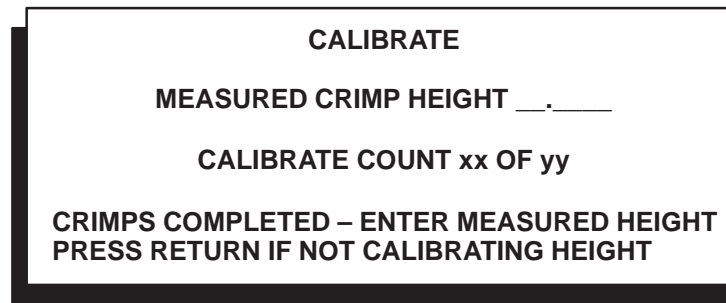 CALIBRATE
MEASURED CRIMP HEIGHT __.____
CALIBRATE COUNT xx OF yy
CRIMPS COMPLETED – ENTER MEASURED HEIGHT
PRESS RETURN IF NOT CALIBRATING HEIGHT